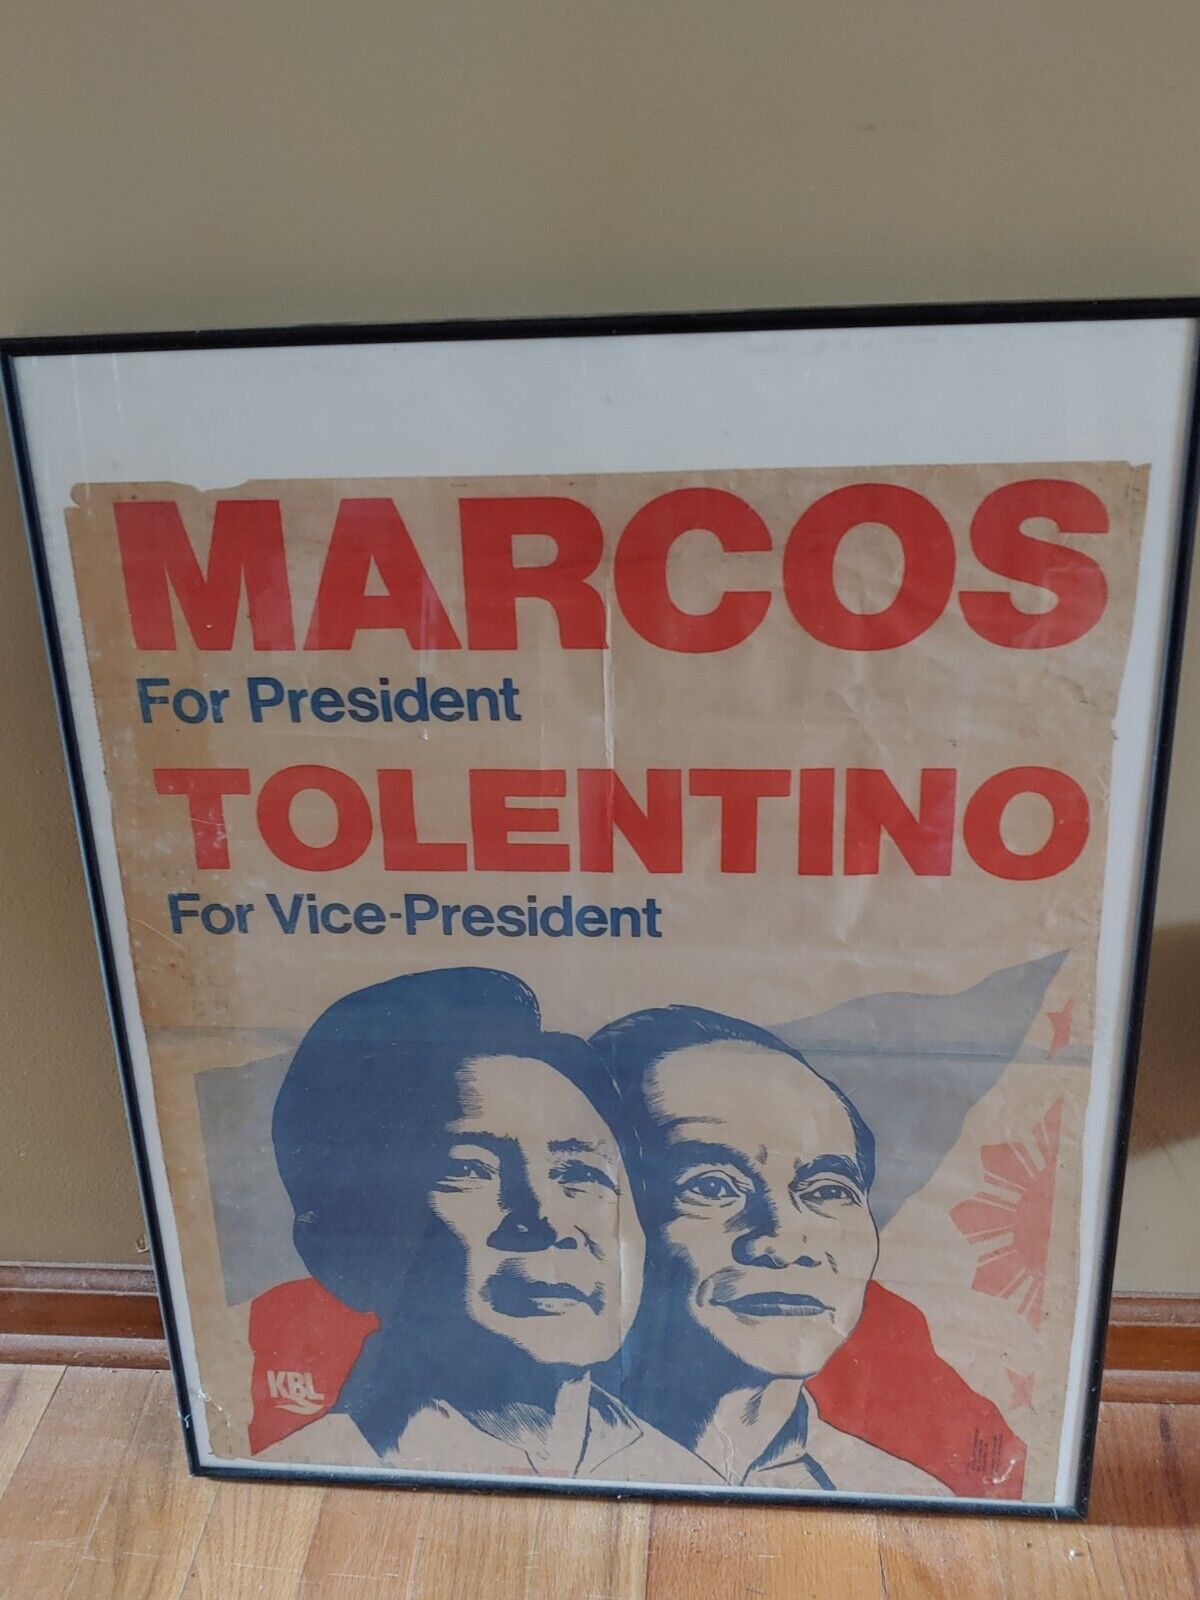 MARCOS
For President
TOLENTINO
For Vice-President
KBL